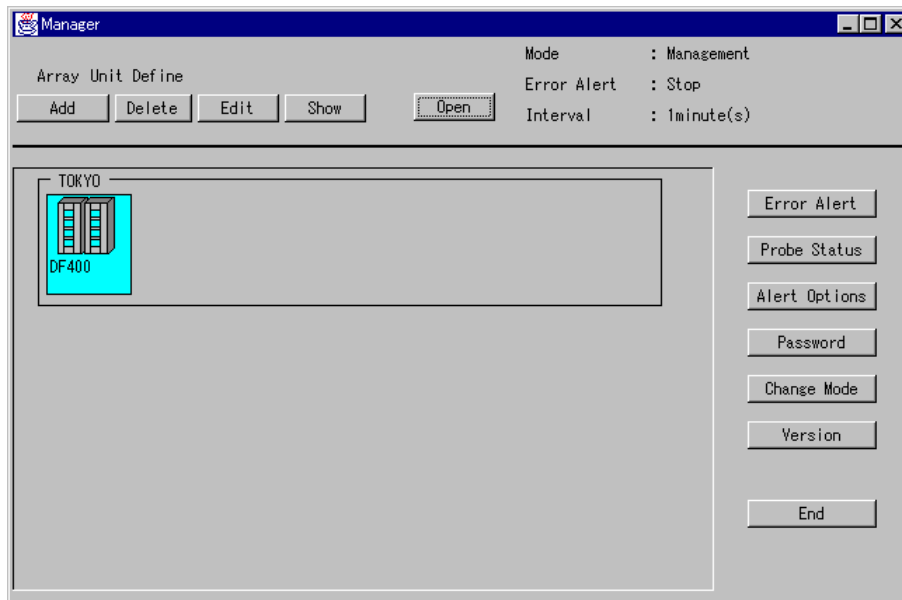 Manager
Mode : Management
Array Unit Define
Error Alert : Stop
Add Delete Edit Show Open
Interval : 1minute(s)
TOKYO
DF400
Error Alert
Probe Status
Alert Options
Password
Change Mode
Version
End